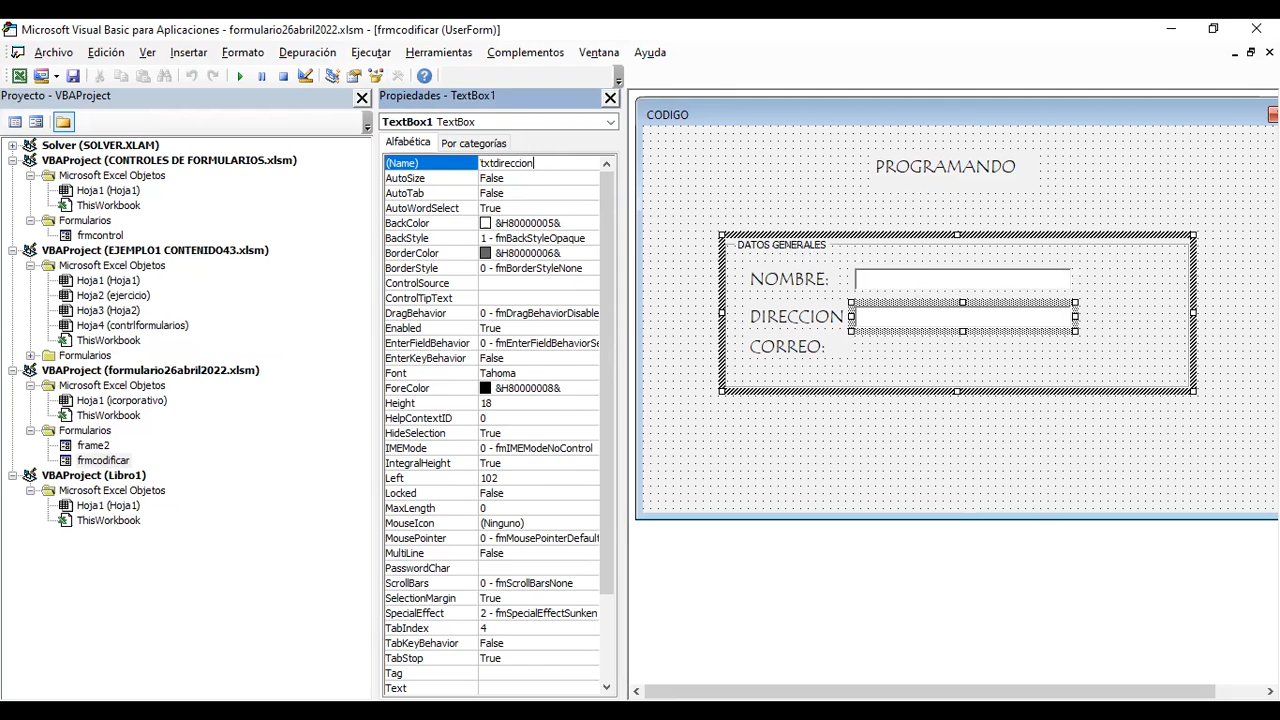 Microsoft Visual Basic para Aplicaciones - formulario26abril2022.xlsm - [frmcodificar (UserForm)]
Archivo Edición Ver Insertar Formato Depuración Ejecutar Herramientas Complementos Ventana Ayuda
Proyecto - VBAProject
Solver (SOLVER.XLAM)
VBAProject (CONTROLES DE FORMULARIOS.xlsm)
Microsoft Excel Objetos
Hoja1 (Hoja1)
ThisWorkbook
Formularios
frmcontrol
VBAProject (EJEMPLO1 CONTENIDO43.xlsm)
Microsoft Excel Objetos
Hoja1 (Hoja1)
Hoja2 (ejercicio)
Hoja3 (Hoja2)
Hoja4 (contrlformularios)
ThisWorkbook
Formularios
VBAProject (formulario26abril2022.xlsm)
Microsoft Excel Objetos
Hoja1 (icorporativo)
ThisWorkbook
Formularios
frame2
frmcodificar
VBAProject (Libro1)
Microsoft Excel Objetos
Hoja1 (Hoja1)
ThisWorkbook
Propiedades - TextBox1
TextBox1 TextBox
Alfabética Por categorías
(Name) txtdireccion
AutoSize False
AutoTab False
AutoWordSelect True
BackColor &H80000005&
BackStyle 1 - fmBackStyleOpaque
BorderColor &H80000006&
BorderStyle 0 - fmBorderStyleNone
ControlSource
ControlTipText
DragBehavior 0 - fmDragBehaviorDisable
Enabled True
EnterFieldBehavior 0 - fmEnterFieldBehaviorSe
EnterKeyBehavior False
Font Tahoma
ForeColor &H80000008&
Height 18
HelpContextID 0
HideSelection True
IMEMode 0 - fmIMEModeNoControl
IntegralHeight True
Left 102
Locked False
MaxLength 0
MouseIcon (Ninguno)
MousePointer 0 - fmMousePointerDefault
MultiLine False
PasswordChar
ScrollBars 0 - fmScrollBarsNone
SelectionMargin True
SpecialEffect 2 - fmSpecialEffectSunken
TabIndex 4
TabKeyBehavior False
TabStop True
Tag
Text
CODIGO
PROGRAMANDO
DATOS GENERALES
NOMBRE:
DIRECCION
CORREO: